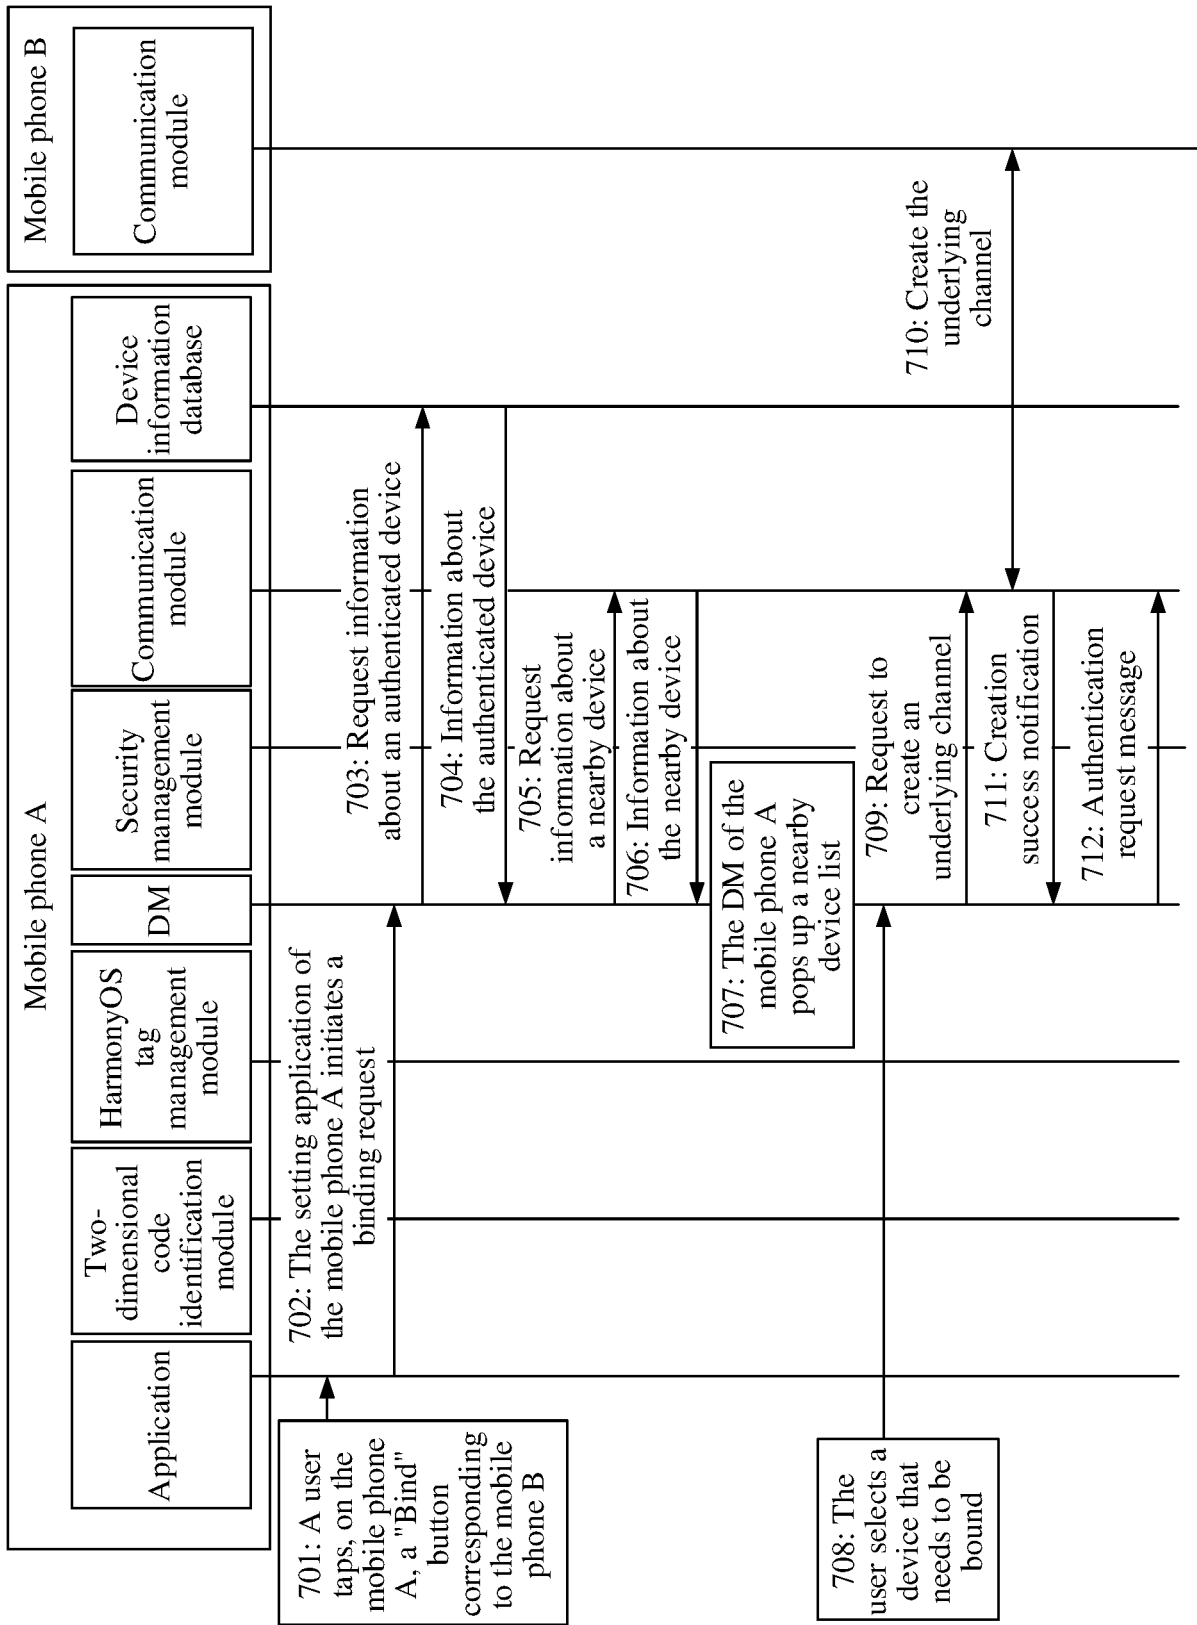 Mobile phone A
Mobile phone B
Application
Two-
dimensional
code
identification
module
HarmonyOS
tag
management
module
DM
Security
management
module
Communication
module
Device
information
database
Communication
module
701: A user
taps, on the
mobile phone
A, a "Bind"
button
corresponding
to the mobile
phone B
702: The setting application of
the mobile phone A initiates a
binding request
703: Request information
about an authenticated device
704: Information about
the authenticated device
705: Request
information about
a nearby device
706: Information about
the nearby device
707: The DM of the
mobile phone A
pops up a nearby
device list
708: The
user selects a
device that
needs to be
bound
709: Request to
create an
underlying channel
710: Create the
underlying
channel
711: Creation
success notification
712: Authentication
request message